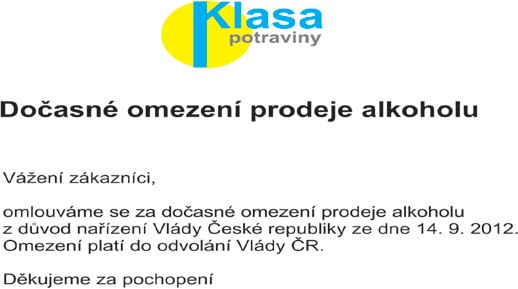 Klasa
potraviny
Dočasné omezení prodeje alkoholu
Vážení zákazníci,
omlouváme se za dočasné omezení prodeje alkoholu
z důvod nařízení Vlády České republiky ze dne 14. 9. 2012.
Omezení platí do odvolání Vlády ČR.
Děkujeme za pochopení